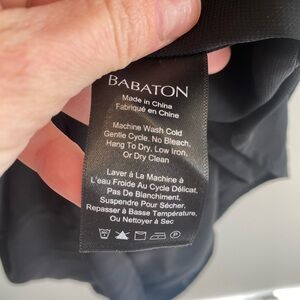 BABATON
Made in China
Fabriqué en Chine
Machine Wash Cold
Gentle Cycle, No Bleach,
Hang To Dry, Low Iron,
Or Dry Clean
Laver à La Machine à
L'eau Froide Au Cycle Délicat,
Pas De Blanchiment,
Suspendre Pour Sécher,
Repasser à Basse Température,
Ou Nettoyer à Sec